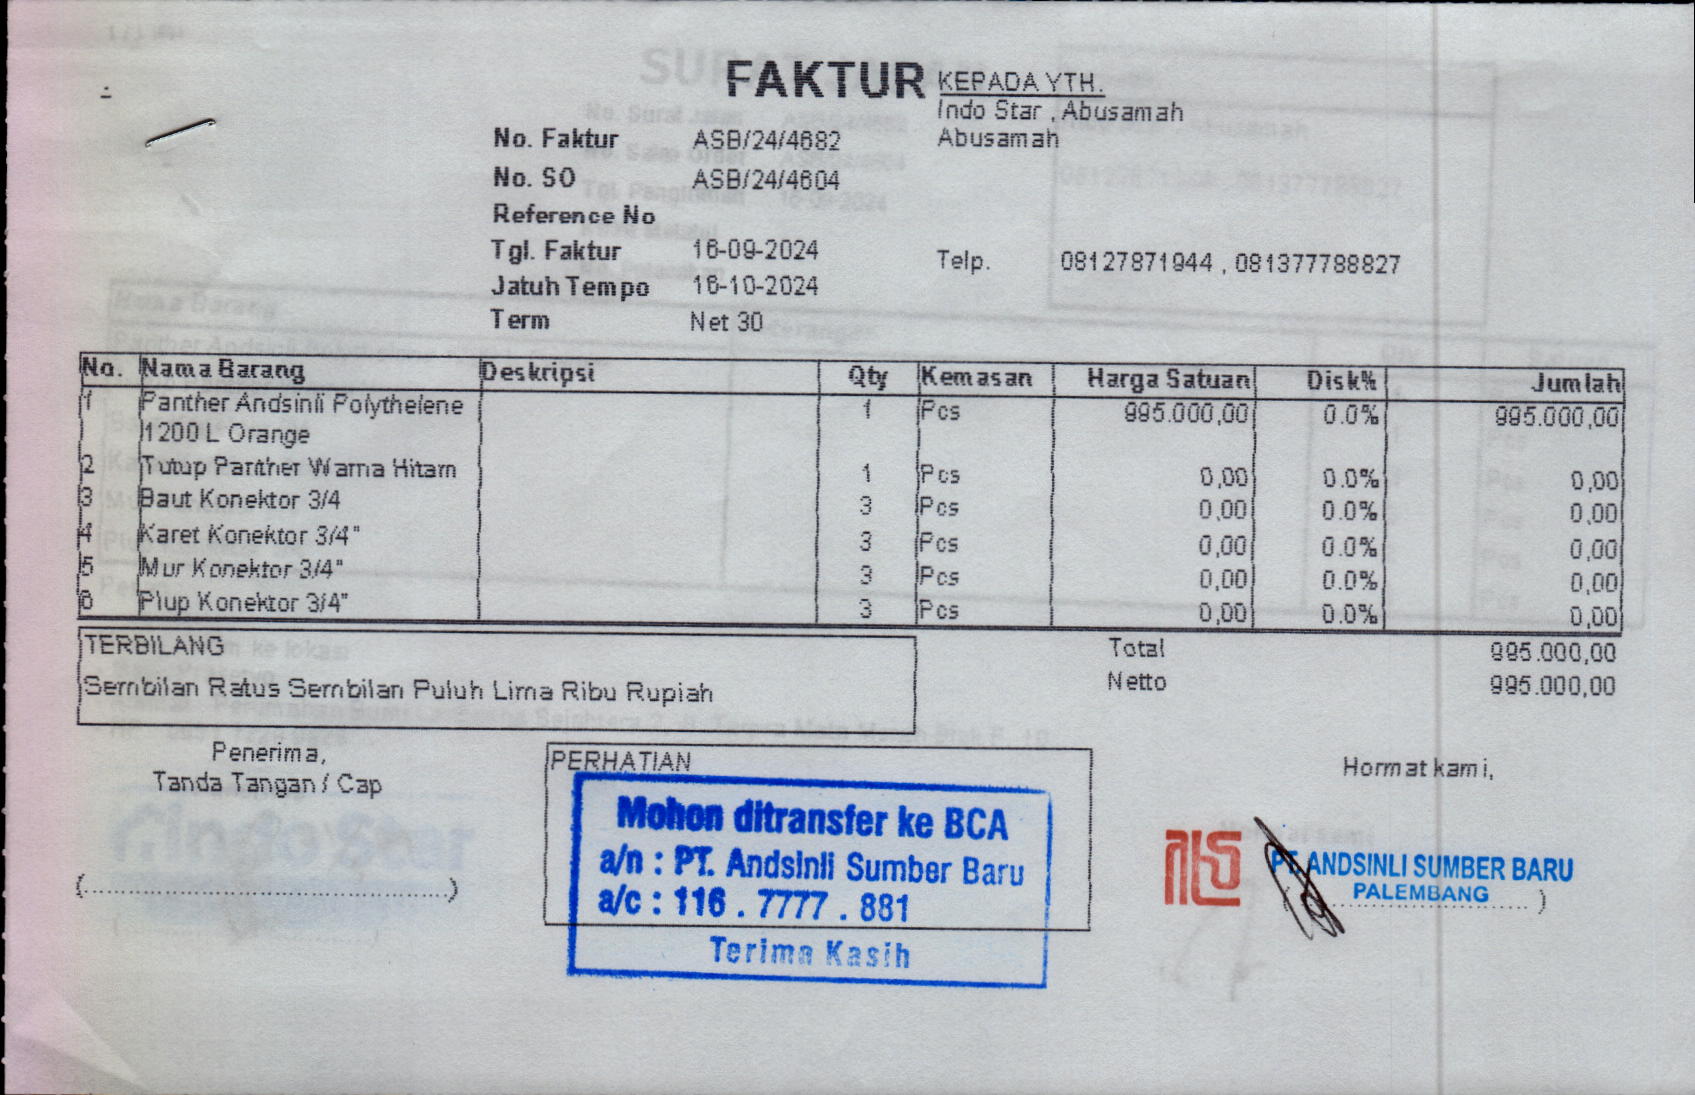 FAKTUR
KEPADA YTH.
Indo Star , Abusamah
Abusamah
No. Faktur ASB/24/4682
No. SO ASB/24/4604
Reference No
Tgl. Faktur 16-09-2024
Telp. 08127871944 , 081377788827
Jatuh Tempo 16-10-2024
Term Net 30
No. Nama Barang Deskripsi Qty Kemasan Harga Satuan Disk% Jumlah
1 Panther Andsinli Polythelene 1 Pcs 995.000,00 0.0% 995.000,00
1200 L Orange
2 Tutup Panther Warna Hitam 1 Pcs 0,00 0.0% 0,00
3 Baut Konektor 3/4 3 Pcs 0,00 0.0% 0,00
4 Karet Konektor 3/4" 3 Pcs 0,00 0.0% 0,00
5 Mur Konektor 3/4" 3 Pcs 0,00 0.0% 0,00
6 Plup Konektor 3/4" 3 Pcs 0,00 0.0% 0,00
TERBILANG
Sembilan Ratus Sembilan Puluh Lima Ribu Rupiah
Total 995.000,00
Netto 995.000,00
Penerima,
Tanda Tangan / Cap
(..........................................................)
PERHATIAN
Mohon ditransfer ke BCA
a/n : PT. Andsinli Sumber Baru
a/c : 116 . 7777 . 881
Terima Kasih
Hormat kami,
PT. ANDSINLI SUMBER BARU
PALEMBANG